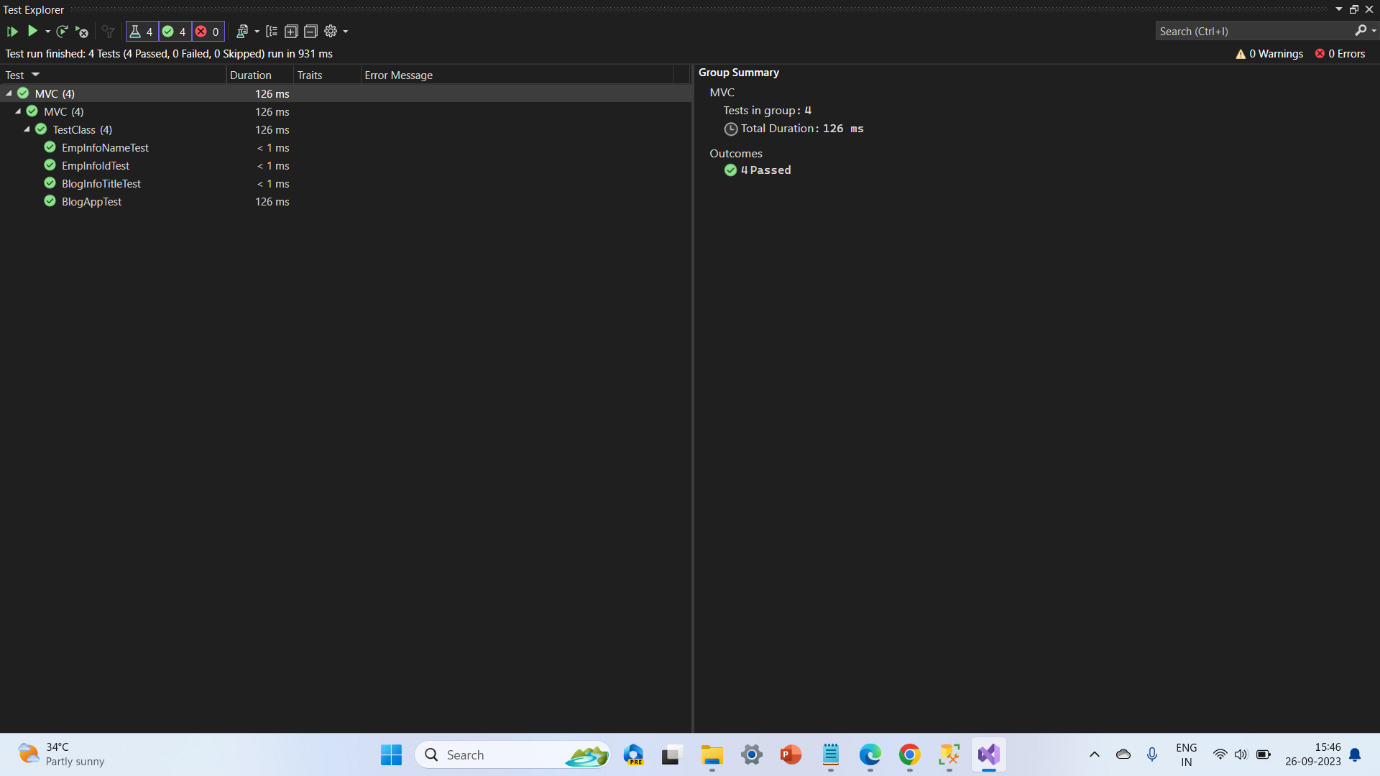 Test Explorer
4 4 0
Search (Ctrl+I)
Test run finished: 4 Tests (4 Passed, 0 Failed, 0 Skipped) run in 931 ms
0 Warnings 0 Errors
Test Duration Traits Error Message
MVC (4) 126 ms
MVC (4) 126 ms
TestClass (4) 126 ms
EmpInfoNameTest < 1 ms
EmpInfoIdTest < 1 ms
BlogInfoTitleTest < 1 ms
BlogAppTest 126 ms
Group Summary
MVC
Tests in group: 4
Total Duration: 126 ms
Outcomes
4 Passed
34°C
Partly sunny
Search
PRE
P
ENG
IN
15:46
26-09-2023